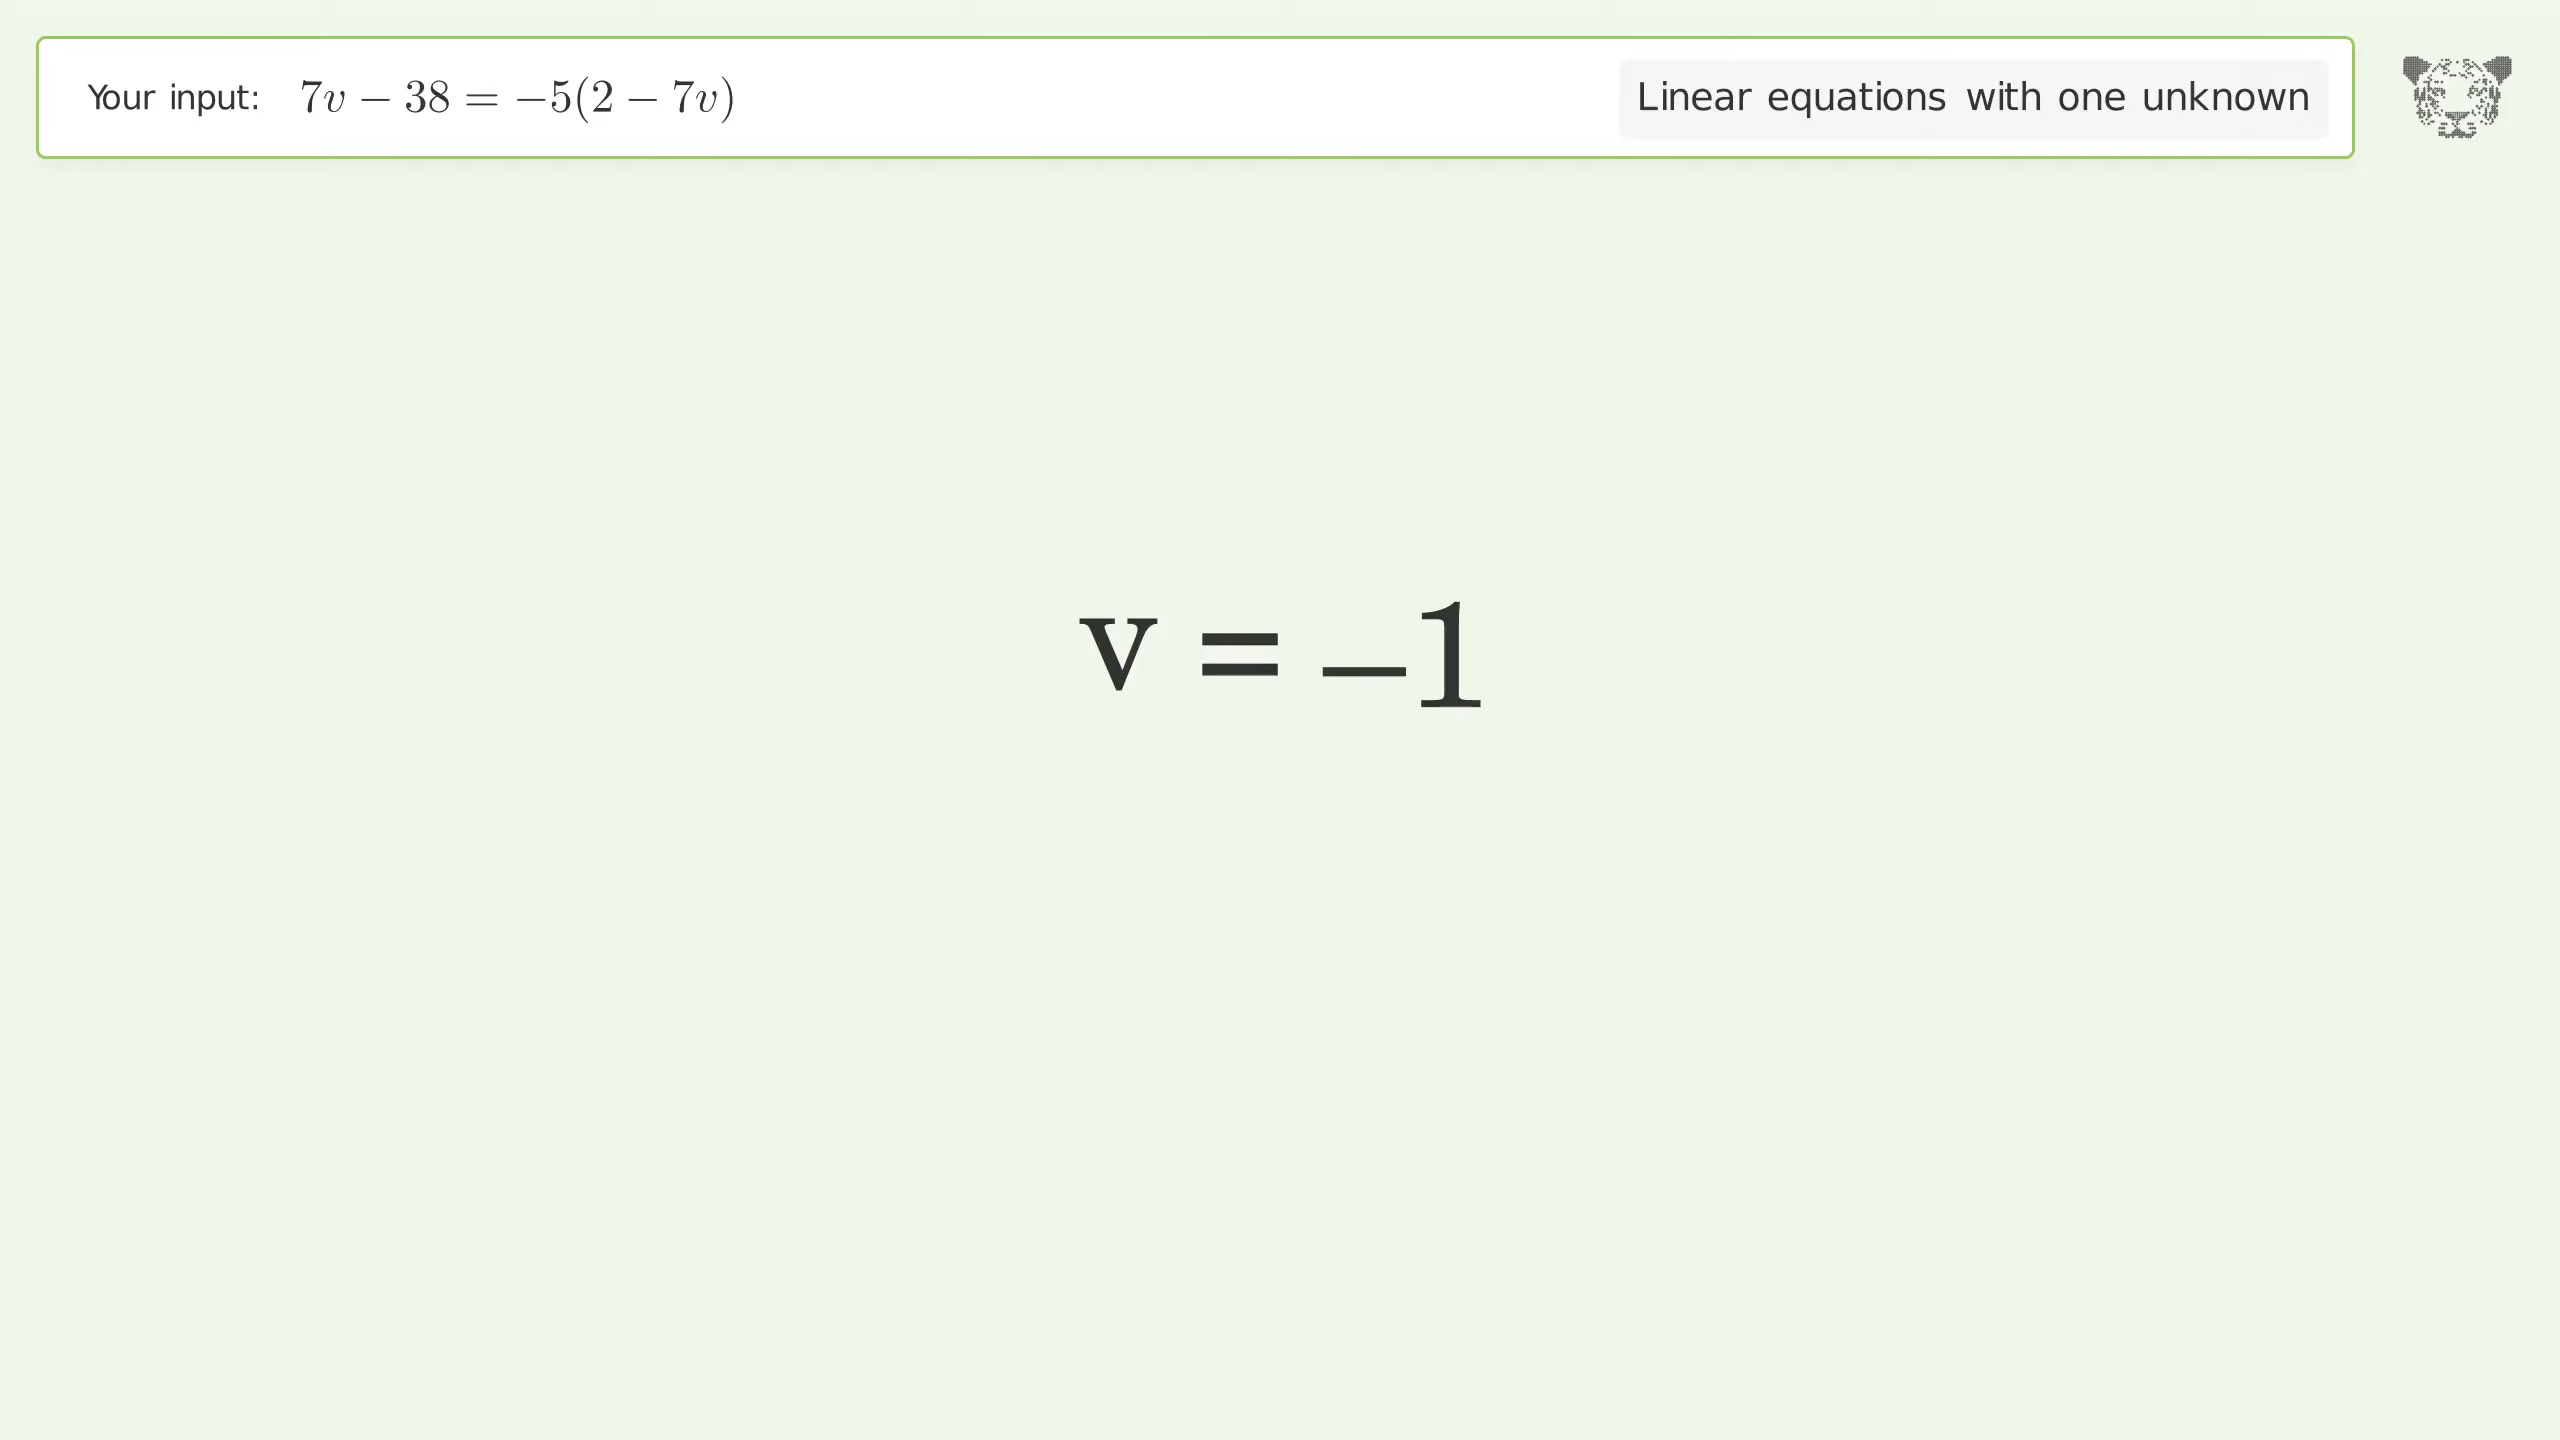 Your input: 7v − 38 = −5(2 − 7v) Linear equations with one unknown
v = −1